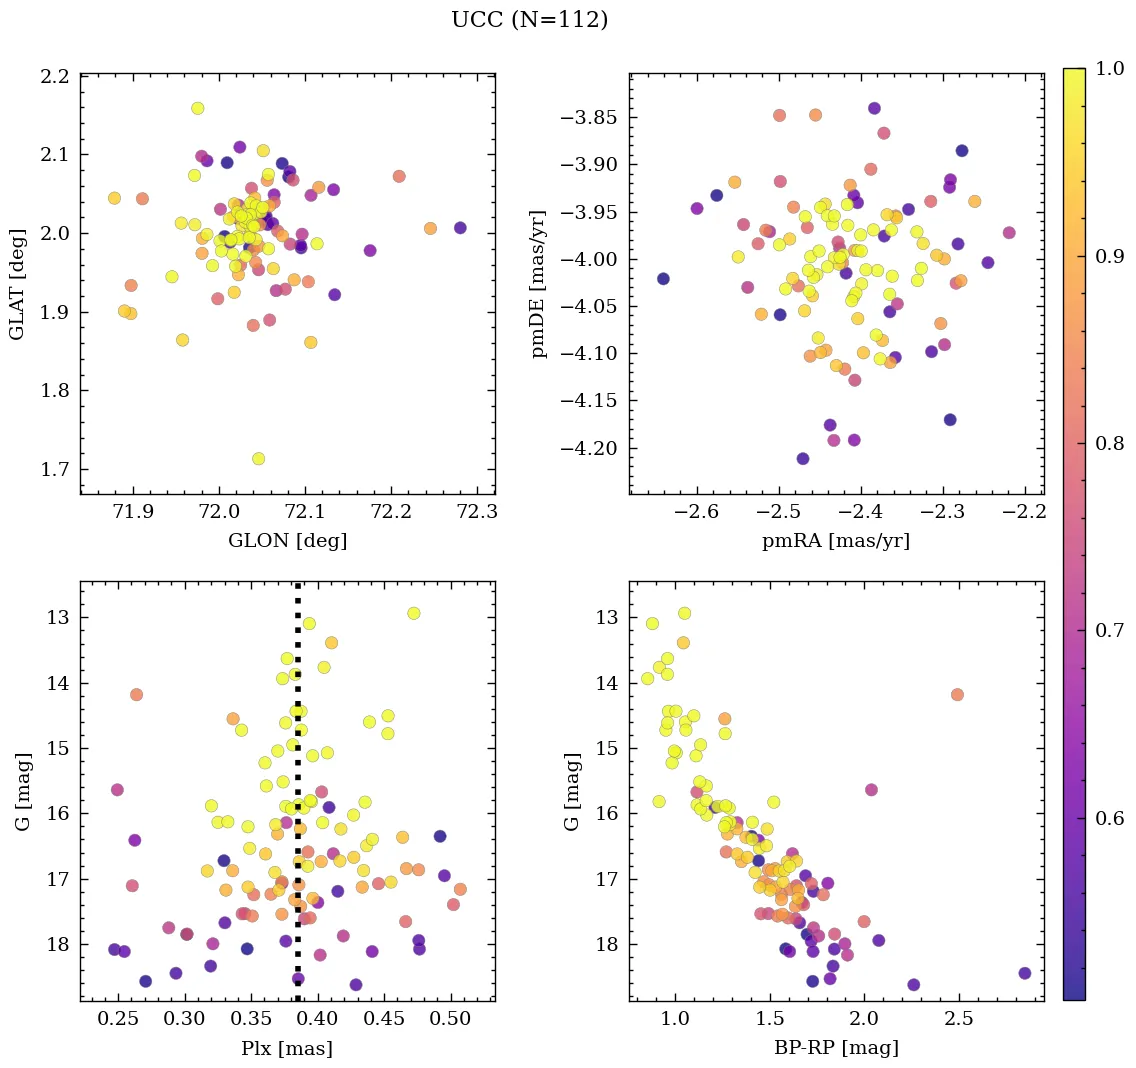 UCC (N=112)
2.2
2.1
2.0
1.9
1.8
1.7
GLAT [deg]
71.9 72.0 72.1 72.2 72.3
GLON [deg]
−3.85
−3.90
−3.95
−4.00
−4.05
−4.10
−4.15
−4.20
pmDE [mas/yr]
−2.6 −2.5 −2.4 −2.3 −2.2
pmRA [mas/yr]
1.0
0.9
0.8
0.7
0.6
13
14
15
16
17
18
G [mag]
0.25 0.30 0.35 0.40 0.45 0.50
Plx [mas]
13
14
15
16
17
18
G [mag]
1.0 1.5 2.0 2.5
BP-RP [mag]